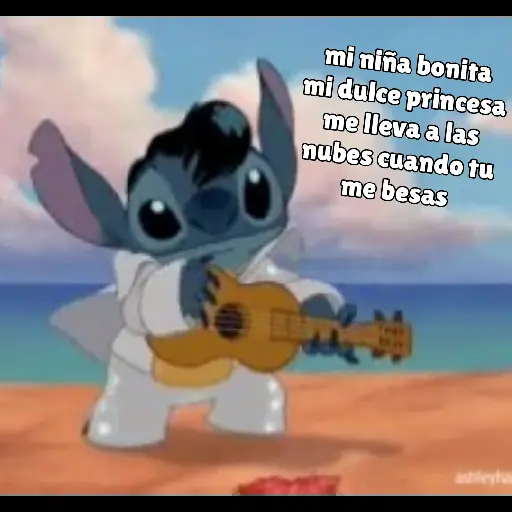 mi niña bonita
mi dulce princesa
me lleva a las
nubes cuando tu
me besas